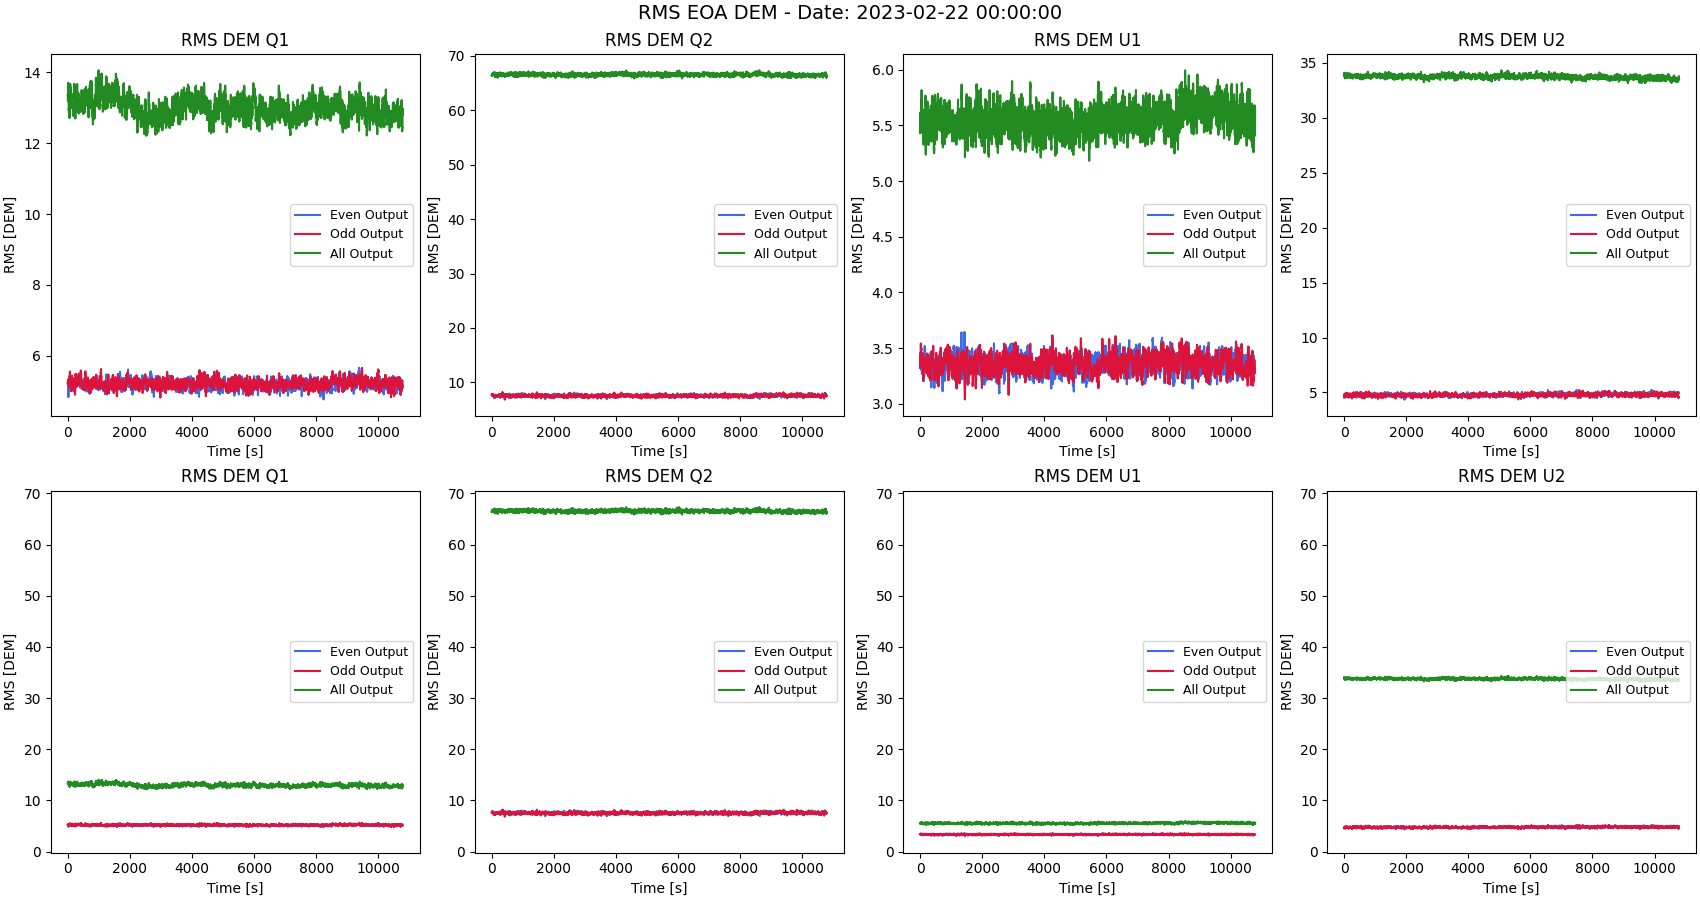 RMS EOA DEM - Date: 2023-02-22 00:00:00
RMS DEM Q1
RMS [DEM]
14
12
10
8
6
0 2000 4000 6000 8000 10000
Time [s]
Even Output
Odd Output
All Output
RMS DEM Q2
RMS [DEM]
70
60
50
40
30
20
10
0 2000 4000 6000 8000 10000
Time [s]
Even Output
Odd Output
All Output
RMS DEM U1
RMS [DEM]
6.0
5.5
5.0
4.5
4.0
3.5
3.0
0 2000 4000 6000 8000 10000
Time [s]
Even Output
Odd Output
All Output
RMS DEM U2
RMS [DEM]
35
30
25
20
15
10
5
0 2000 4000 6000 8000 10000
Time [s]
Even Output
Odd Output
All Output
RMS DEM Q1
RMS [DEM]
70
60
50
40
30
20
10
0
0 2000 4000 6000 8000 10000
Time [s]
Even Output
Odd Output
All Output
RMS DEM Q2
RMS [DEM]
70
60
50
40
30
20
10
0
0 2000 4000 6000 8000 10000
Time [s]
Even Output
Odd Output
All Output
RMS DEM U1
RMS [DEM]
70
60
50
40
30
20
10
0
0 2000 4000 6000 8000 10000
Time [s]
Even Output
Odd Output
All Output
RMS DEM U2
RMS [DEM]
70
60
50
40
30
20
10
0
0 2000 4000 6000 8000 10000
Time [s]
Even Output
Odd Output
All Output